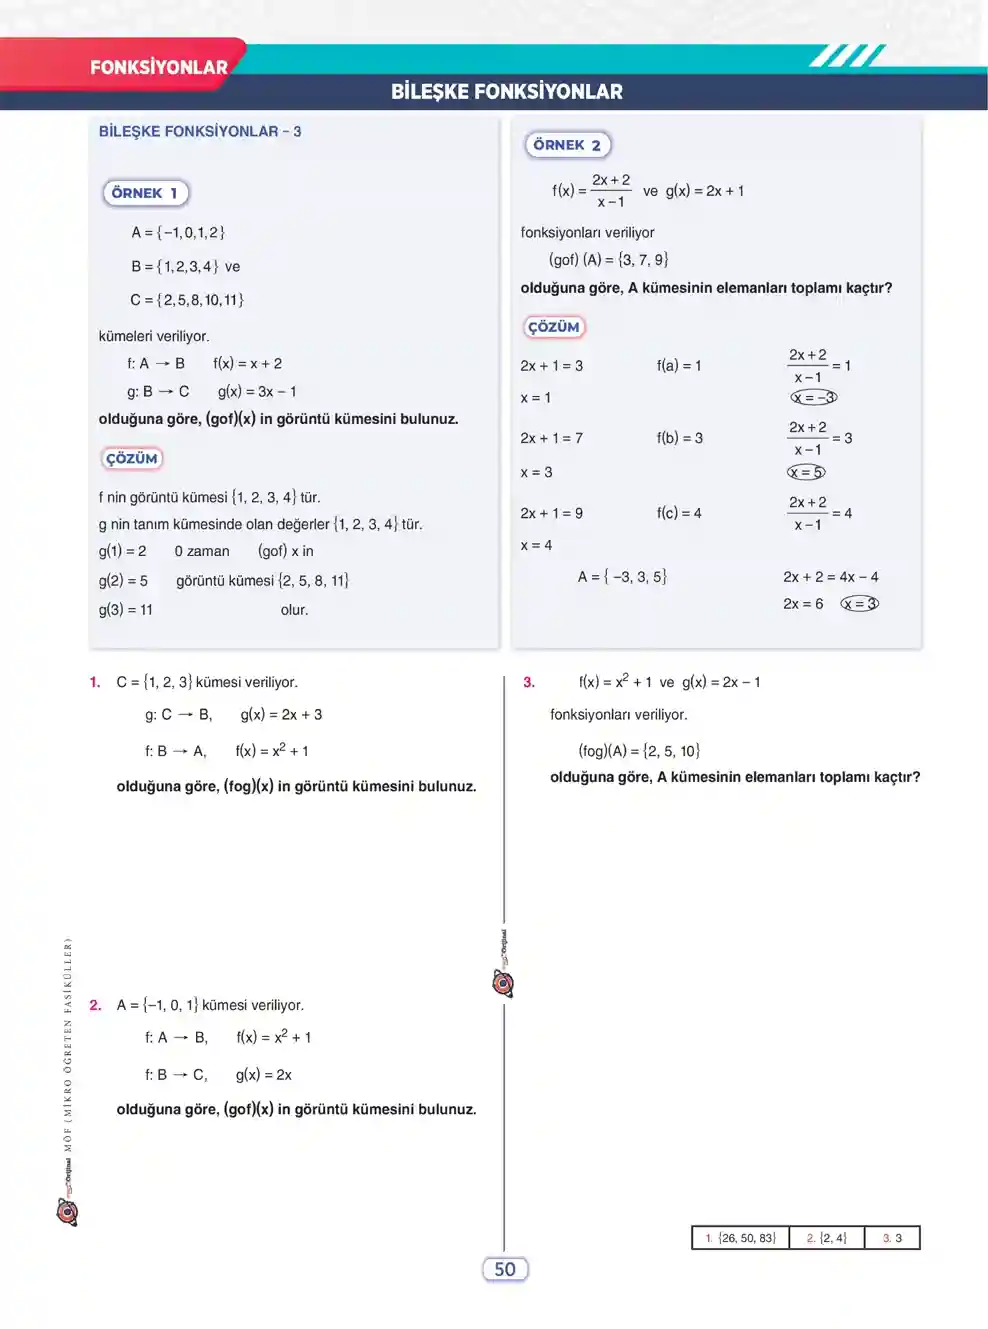 FONKSİYONLAR
BİLEŞKE FONKSİYONLAR
BİLEŞKE FONKSİYONLAR – 3
ÖRNEK 1
A = {–1, 0, 1, 2}
B = {1, 2, 3, 4} ve
C = {2, 5, 8, 10, 11}
kümeleri veriliyor.
f: A → B f(x) = x + 2
g: B → C g(x) = 3x – 1
olduğuna göre, (gof)(x) in görüntü kümesini bulunuz.
ÇÖZÜM
f nin görüntü kümesi {1, 2, 3, 4} tür.
g nin tanım kümesinde olan değerler {1, 2, 3, 4} tür.
g(1) = 2 0 zaman (gof) x in
g(2) = 5 görüntü kümesi {2, 5, 8, 11}
g(3) = 11 olur.
ÖRNEK 2
f(x) = (2x + 2)/(x – 1) ve g(x) = 2x + 1
fonksiyonları veriliyor
(gof) (A) = {3, 7, 9}
olduğuna göre, A kümesinin elemanları toplamı kaçtır?
ÇÖZÜM
2x + 1 = 3 f(a) = 1 (2x + 2)/(x – 1) = 1
x = 1 x = –3
2x + 1 = 7 f(b) = 3 (2x + 2)/(x – 1) = 3
x = 3 x = 5
2x + 1 = 9 f(c) = 4 (2x + 2)/(x – 1) = 4
x = 4
A = { –3, 3, 5} 2x + 2 = 4x – 4
2x = 6 x = 3
1. C = {1, 2, 3} kümesi veriliyor.
g: C → B, g(x) = 2x + 3
f: B → A, f(x) = x² + 1
olduğuna göre, (fog)(x) in görüntü kümesini bulunuz.
2. A = {–1, 0, 1} kümesi veriliyor.
f: A → B, f(x) = x² + 1
f: B → C, g(x) = 2x
olduğuna göre, (gof)(x) in görüntü kümesini bulunuz.
3. f(x) = x² + 1 ve g(x) = 2x – 1
fonksiyonları veriliyor.
(fog)(A) = {2, 5, 10}
olduğuna göre, A kümesinin elemanları toplamı kaçtır?
Orijinal
Orijinal MÖF (MİKRO ÖĞRETEN FASİKÜLLER)
1. {26, 50, 83} 2. {2, 4} 3. 3
50